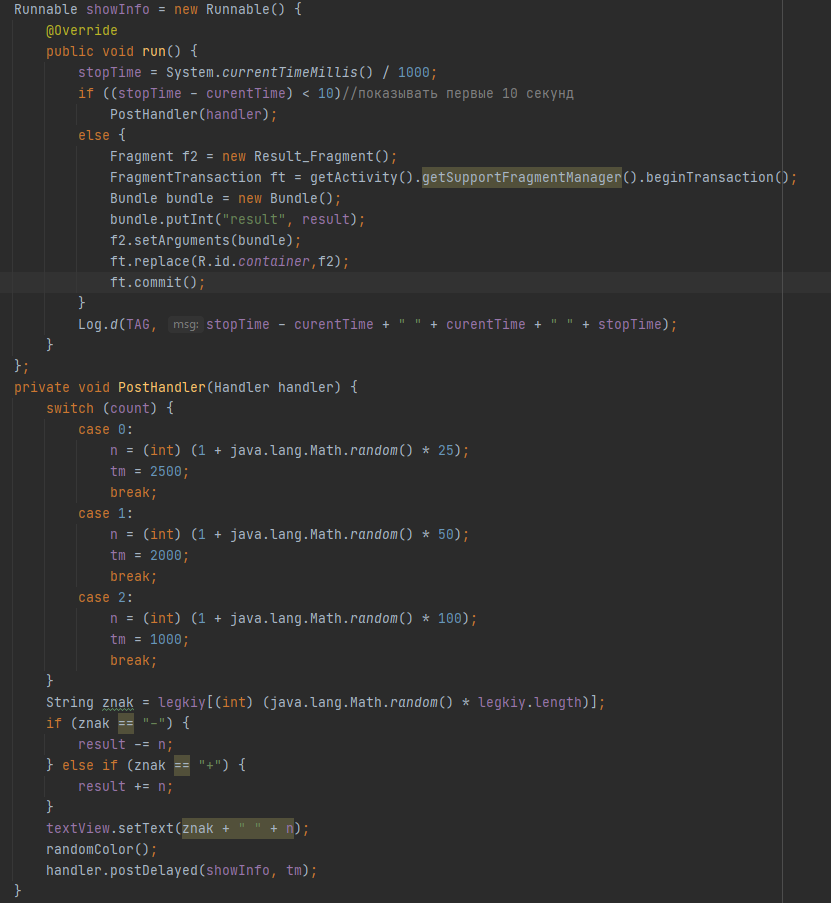 Runnable showInfo = new Runnable() {
@Override
public void run() {
stopTime = System.currentTimeMillis() / 1000;
if ((stopTime - curentTime) < 10)//показывать первые 10 секунд
PostHandler(handler);
else {
Fragment f2 = new Result_Fragment();
FragmentTransaction ft = getActivity().getSupportFragmentManager().beginTransaction();
Bundle bundle = new Bundle();
bundle.putInt("result", result);
f2.setArguments(bundle);
ft.replace(R.id.container,f2);
ft.commit();
}
Log.d(TAG, msg: stopTime - curentTime + " " + curentTime + " " + stopTime);
}
};
private void PostHandler(Handler handler) {
switch (count) {
case 0:
n = (int) (1 + java.lang.Math.random() * 25);
tm = 2500;
break;
case 1:
n = (int) (1 + java.lang.Math.random() * 50);
tm = 2000;
break;
case 2:
n = (int) (1 + java.lang.Math.random() * 100);
tm = 1000;
break;
}
String znak = legkiy[(int) (java.lang.Math.random() * legkiy.length)];
if (znak == "-") {
result -= n;
} else if (znak == "+") {
result += n;
}
textView.setText(znak + " " + n);
randomColor();
handler.postDelayed(showInfo, tm);
}